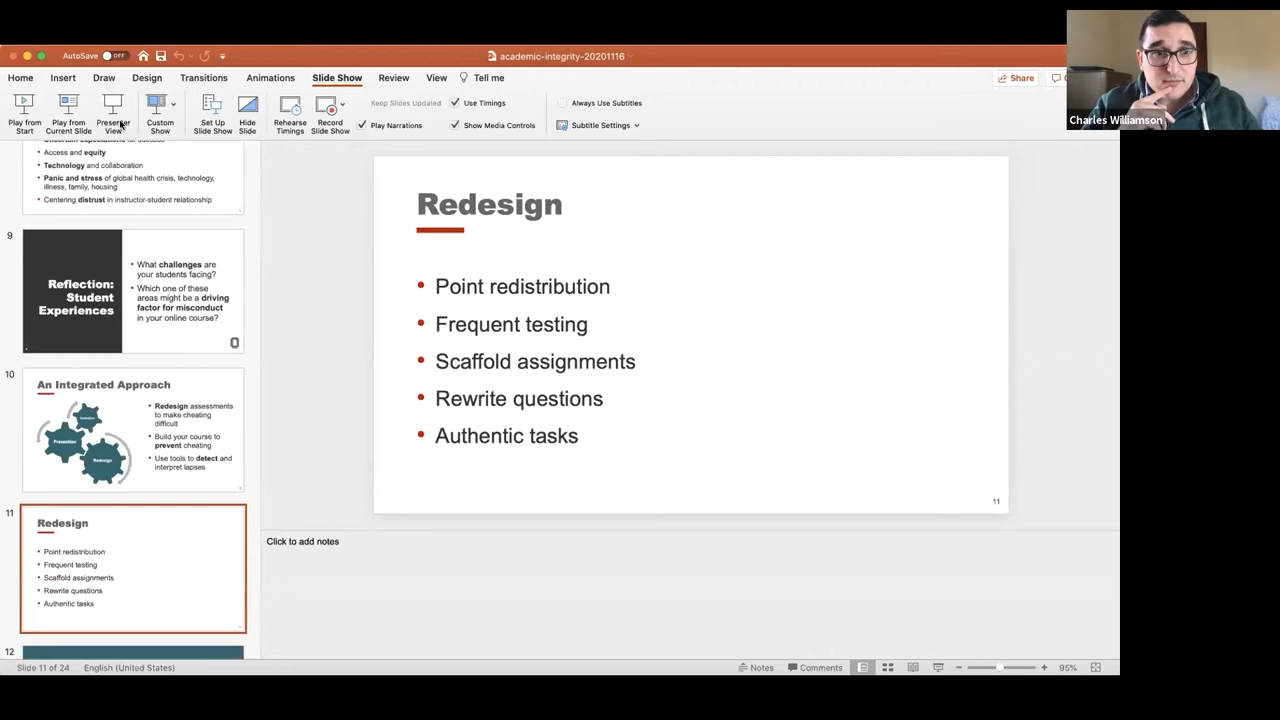 AutoSave OFF
academic-integrity-20201116
Home Insert Draw Design Transitions Animations Slide Show Review View Tell me
Share
Play from Start
Play from Current Slide
Presenter View
Custom Show
Set Up Slide Show
Hide Slide
Rehearse Timings
Record Slide Show
Keep Slides Updated
Play Narrations
Use Timings
Show Media Controls
Always Use Subtitles
Subtitle Settings
Charles Williamson
Access and equity
Technology and collaboration
Panic and stress of global health crisis, technology,
illness, family, housing
Centering distrust in instructor-student relationship
9
Reflection:
Student
Experiences
• What challenges are
your students facing?
• Which one of these
areas might be a driving
factor for misconduct
in your online course?
10
An Integrated Approach
Prevention
Redesign
• Redesign assessments
to make cheating
difficult
• Build your course to
prevent cheating
• Use tools to detect and
interpret lapses
11
Redesign
• Point redistribution
• Frequent testing
• Scaffold assignments
• Rewrite questions
• Authentic tasks
12
Redesign
• Point redistribution
• Frequent testing
• Scaffold assignments
• Rewrite questions
• Authentic tasks
11
Click to add notes
Slide 11 of 24 English (United States)
Notes Comments 95%